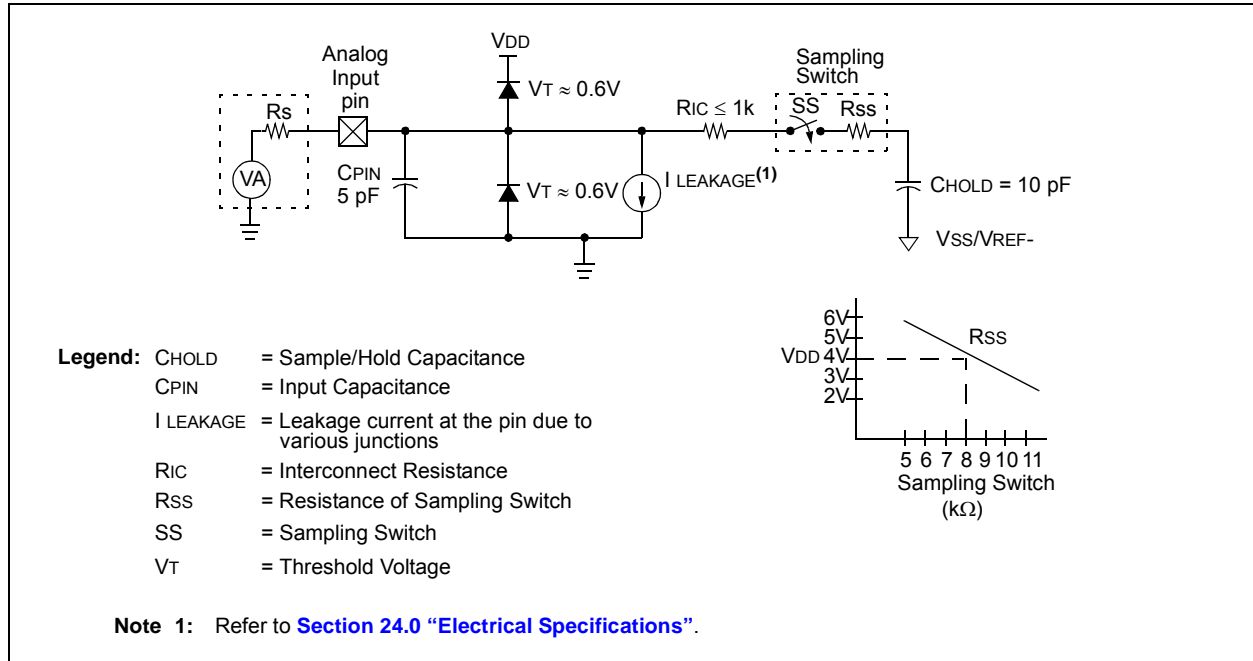 VDD
Analog
Input
pin
Sampling
Switch
Rs
VT ≈ 0.6V
RIC ≤ 1k
SS
Rss
VA
CPIN
5 pF
VT ≈ 0.6V
I LEAKAGE(1)
CHOLD = 10 pF
VSS/VREF-
6V
5V
VDD 4V
3V
2V
RSS
5 6 7 8 9 10 11
Sampling Switch
(kΩ)
Legend: CHOLD = Sample/Hold Capacitance
CPIN = Input Capacitance
I LEAKAGE = Leakage current at the pin due to
various junctions
RIC = Interconnect Resistance
RSS = Resistance of Sampling Switch
SS = Sampling Switch
VT = Threshold Voltage
Note 1: Refer to Section 24.0 “Electrical Specifications”.